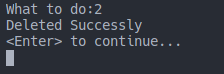 What to do:2
Deleted Successly
<Enter> to continue...